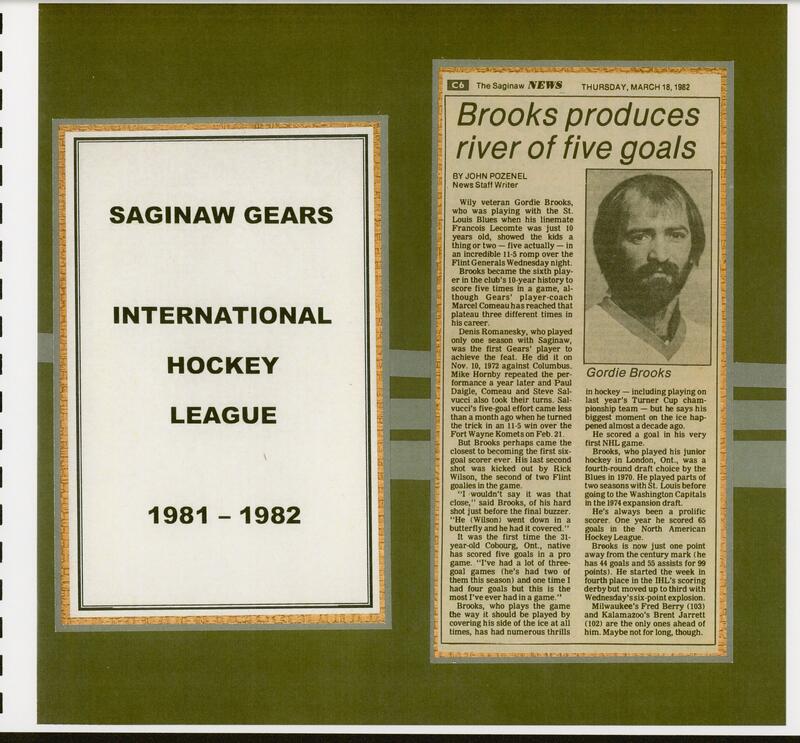 SAGINAW GEARS
INTERNATIONAL
HOCKEY
LEAGUE
1981 – 1982
C6 The Saginaw NEWS THURSDAY, MARCH 18, 1982
Brooks produces
river of five goals
BY JOHN POZENEL
News Staff Writer
Wily veteran Gordie Brooks,
who was playing with the St.
Louis Blues when his linemate
Francois Lecomte was just 10
years old, showed the kids a
thing or two — five actually — in
an incredible 11-5 romp over the
Flint Generals Wednesday night.
Brooks became the sixth play-
er in the club's 10-year history to
score five times in a game, al-
though Gears' player-coach
Marcel Comeau has reached that
plateau three different times in
his career.
Denis Romanesky, who played
only one season with Saginaw,
was the first Gears' player to
achieve the feat. He did it on
Nov. 10, 1972 against Columbus.
Mike Hornby repeated the per-
formance a year later and Paul
Daigle, Comeau and Steve Sal-
vucci also took their turns. Sal-
vucci's five-goal effort came less
than a month ago when he turned
the trick in an 11-5 win over the
Fort Wayne Komets on Feb. 21.
But Brooks perhaps came the
closest to becoming the first six-
goal scorer ever. His last second
shot was kicked out by Rick
Wilson, the second of two Flint
goalies in the game.
"I wouldn't say it was that
close," said Brooks, of his hard
shot just before the final buzzer.
"He (Wilson) went down in a
butterfly and he had it covered."
It was the first time the 31-
year-old Cobourg, Ont., native
has scored five goals in a pro
game. "I've had a lot of three-
goal games (he's had two of
them this season) and one time I
had four goals but this is the
most I've ever had in a game."
Brooks, who plays the game
the way it should be played by
covering his side of the ice at all
times, has had numerous thrills
Gordie Brooks
in hockey — including playing on
last year's Turner Cup cham-
pionship team — but he says his
biggest moment on the ice hap-
pened almost a decade ago.
He scored a goal in his very
first NHL game.
Brooks, who played his junior
hockey in London, Ont., was a
fourth-round draft choice by the
Blues in 1970. He played parts of
two seasons with St. Louis before
going to the Washington Capitals
in the 1974 expansion draft.
He's always been a prolific
scorer. One year he scored 65
goals in the North American
Hockey League.
Brooks is now just one point
away from the century mark (he
has 44 goals and 55 assists for 99
points). He started the week in
fourth place in the IHL's scoring
derby but moved up to third with
Wednesday's six-point explosion.
Milwaukee's Fred Berry (103)
and Kalamazoo's Brent Jarrett
(102) are the only ones ahead of
him. Maybe not for long, though.